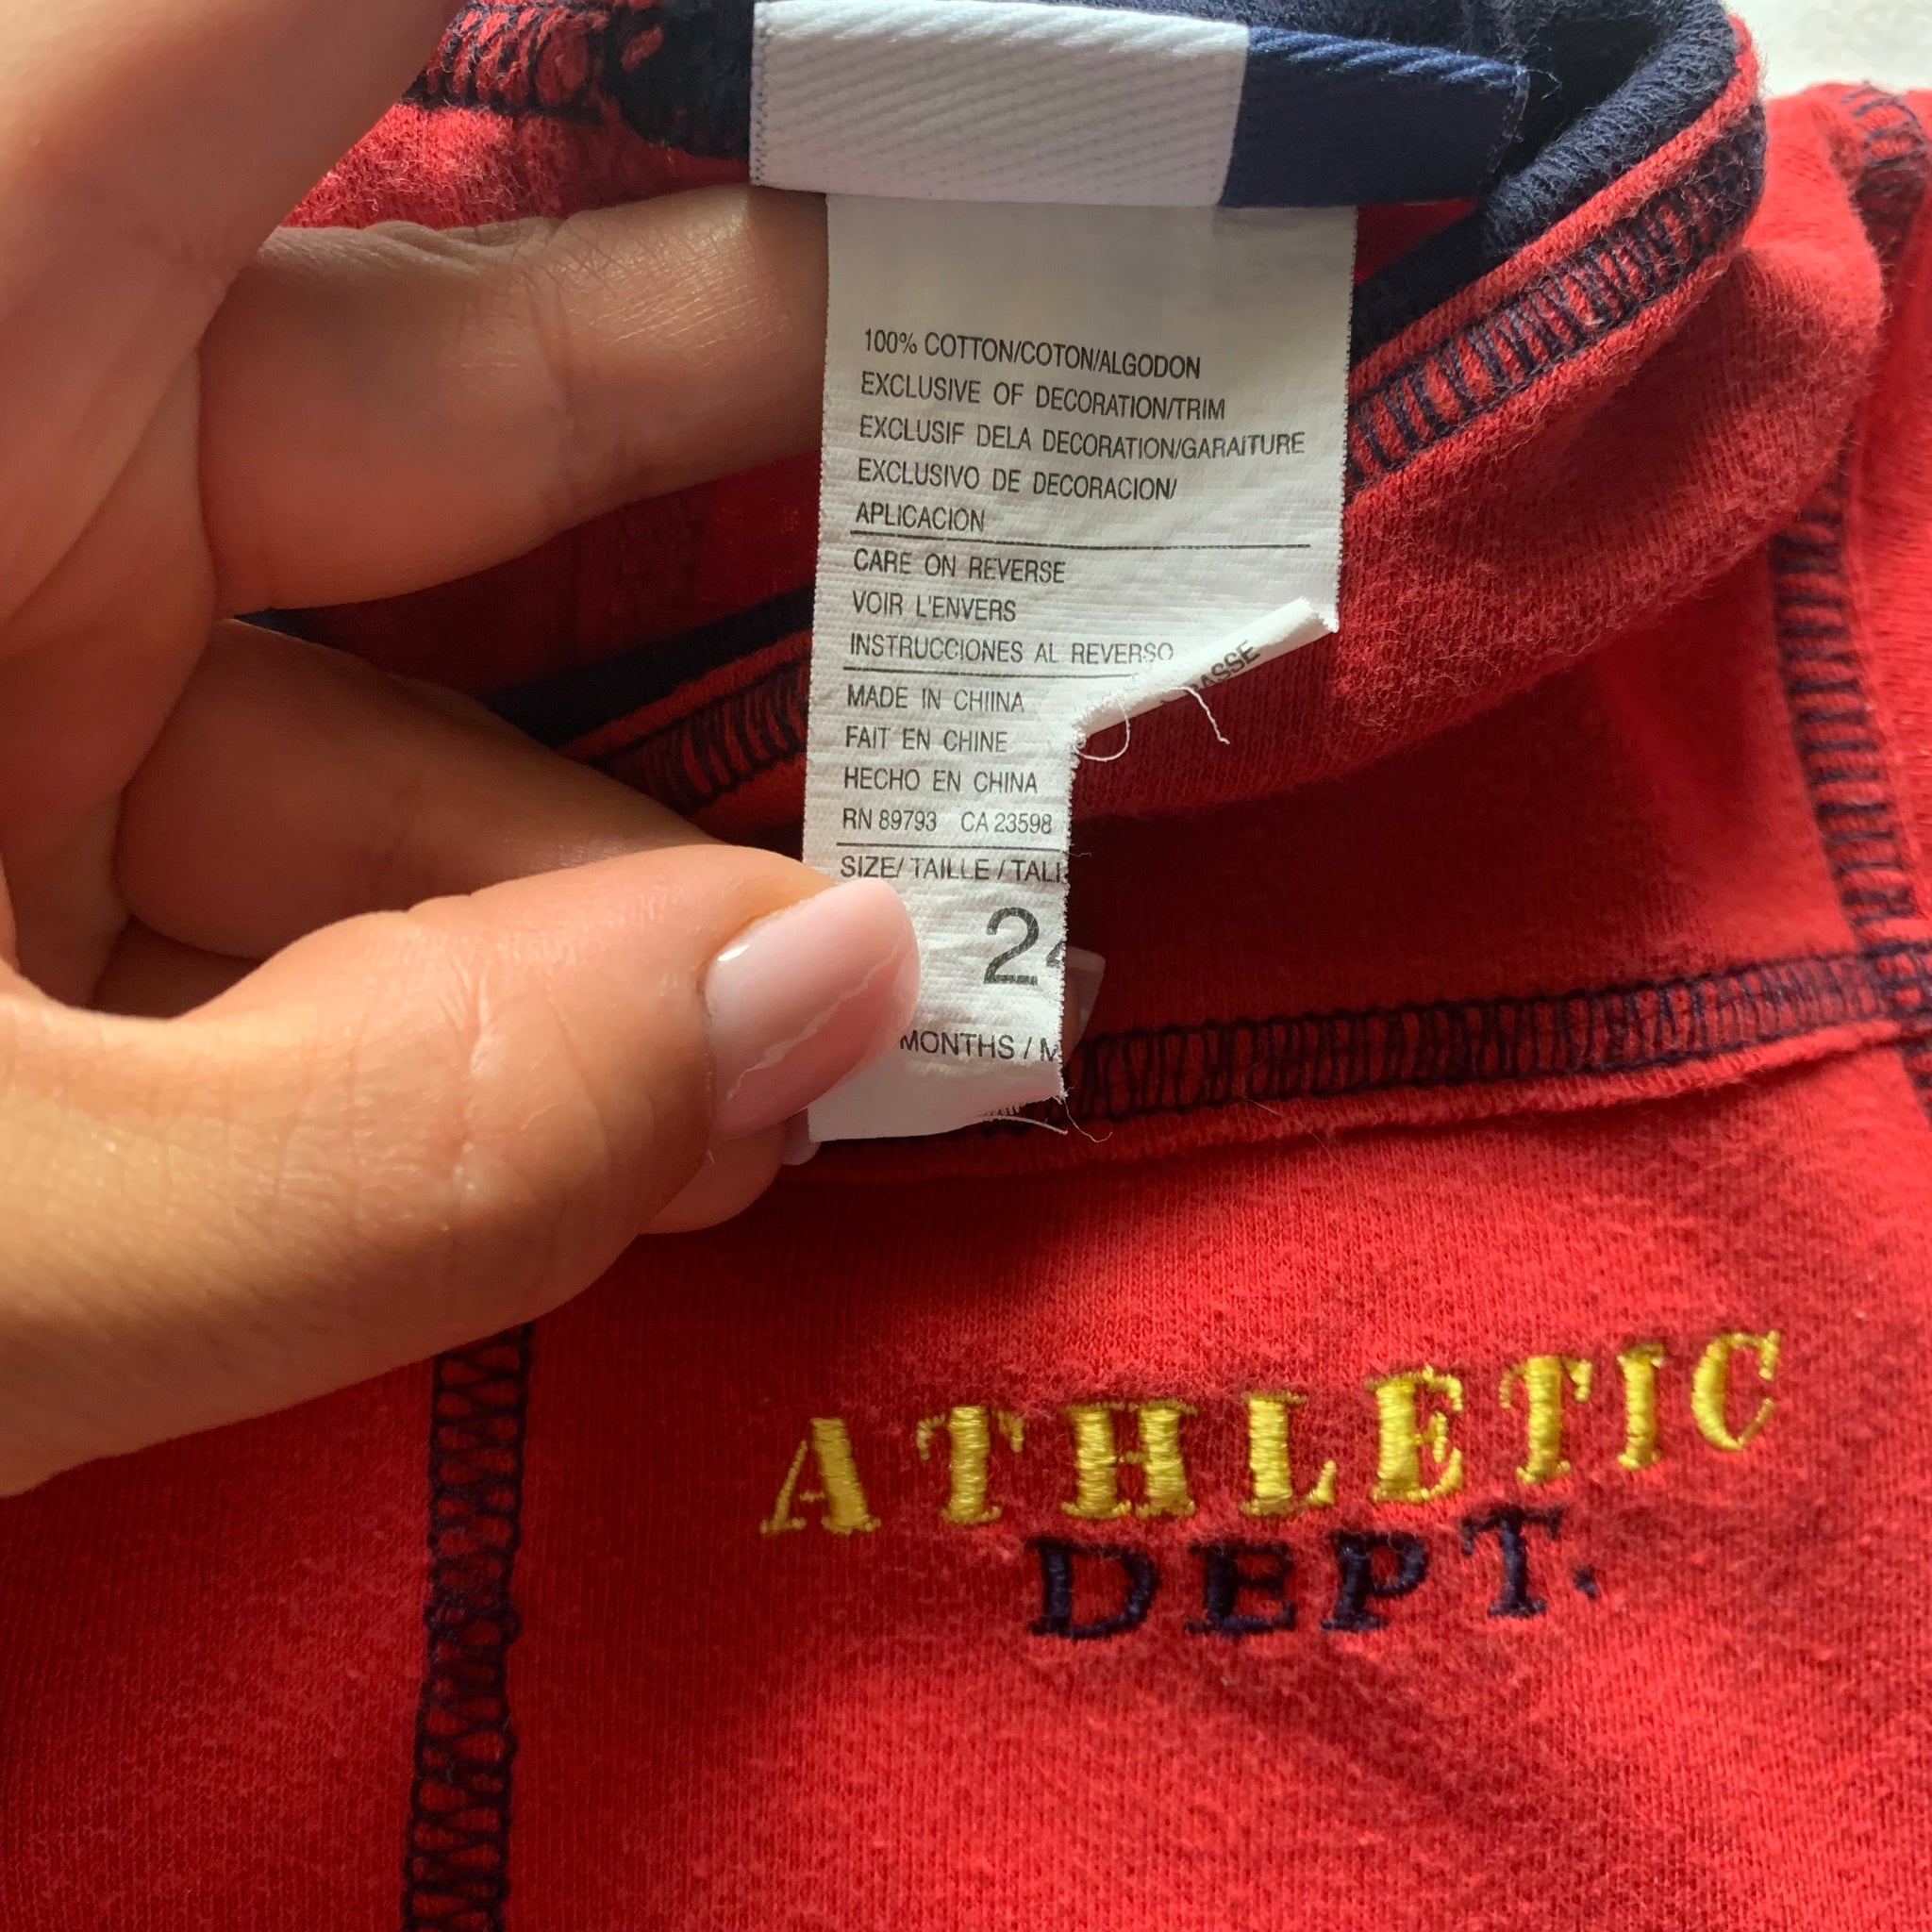 100% COTTON/COTON/ALGODON
EXCLUSIVE OF DECORATION/TRIM
EXCLUSIF DELA DECORATION/GARAITURE
EXCLUSIVO DE DECORACION/
APLICACION
CARE ON REVERSE
VOIR L'ENVERS
INSTRUCCIONES AL REVERSO
MADE IN CHIINA
FAIT EN CHINE
HECHO EN CHINA
RN 89793 CA 23598
SIZE/ TAILLE / TALL
2
MONTHS / M
ATHLETIC
DEPT.